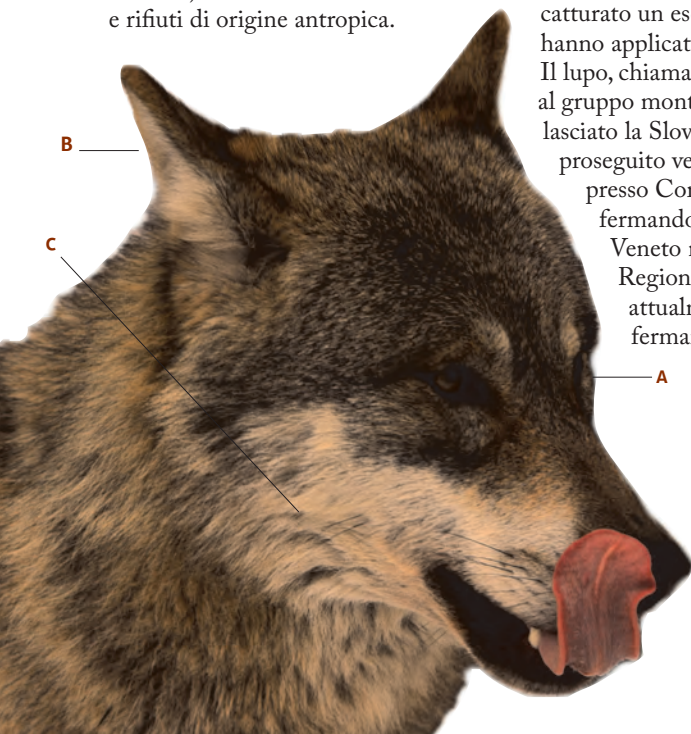 e rifiuti di origine antropica.
catturato un es
hanno applicat
Il lupo, chiama
al gruppo mont
lasciato la Slov
proseguito ve
presso Cor
fermando
Veneto
Region
attualm
ferma
B
C
A